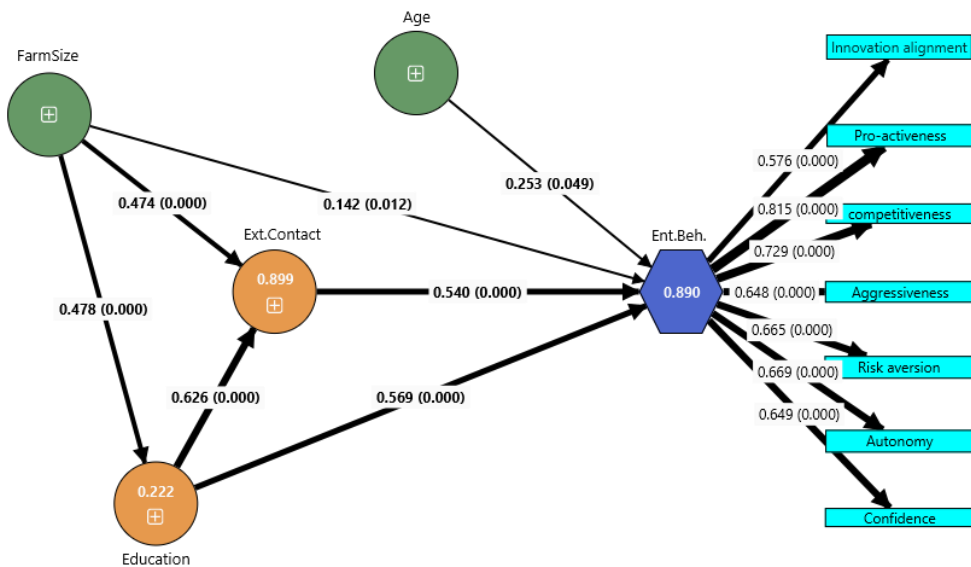 Age
FarmSize
Innovation alignment
Pro-activeness
0.576 (0.000)
0.253 (0.049)
0.474 (0.000)
0.142 (0.012)
0.815 (0.000)
competitiveness
Ext.Contact
Ent.Beh.
0.729 (0.000)
0.899
0.540 (0.000)
0.890
0.648 (0.000)
Aggressiveness
0.478 (0.000)
0.665 (0.000)
Risk aversion
0.669 (0.000)
0.626 (0.000)
0.569 (0.000)
0.649 (0.000)
Autonomy
0.222
Confidence
Education